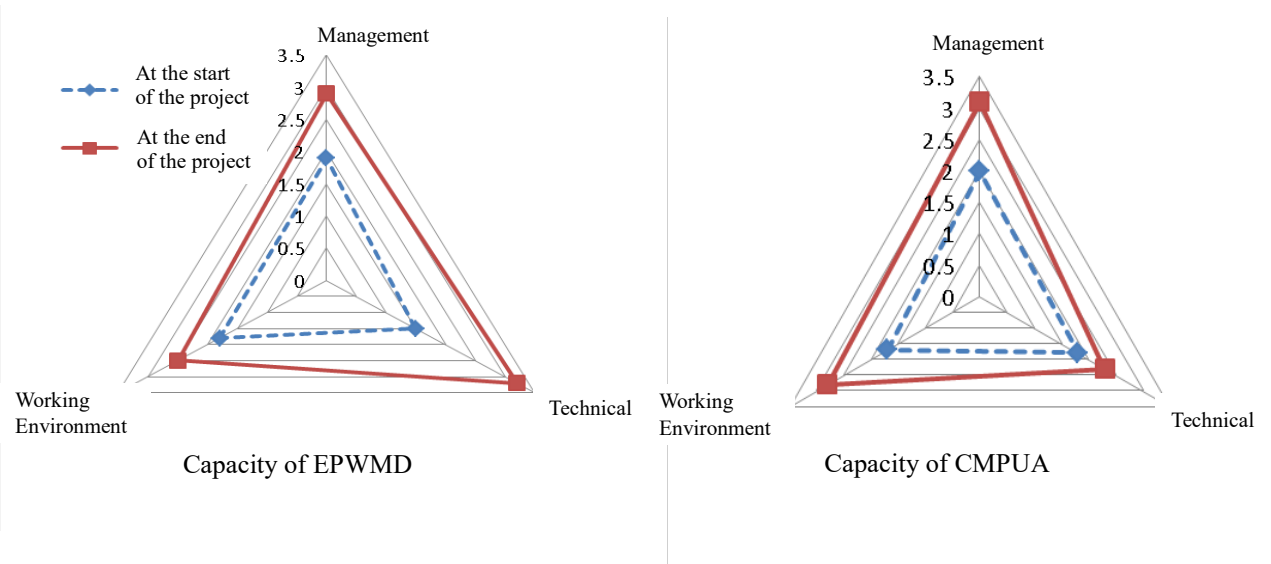 Management
3.5
3
2.5
2
1.5
1
0.5
0
At the start
of the project
At the end
of the project
Working
Environment
Technical
Capacity of EPWMD
Management
3.5
3
2.5
2
1.5
1
0.5
0
Working
Environment
Technical
Capacity of CMPUA